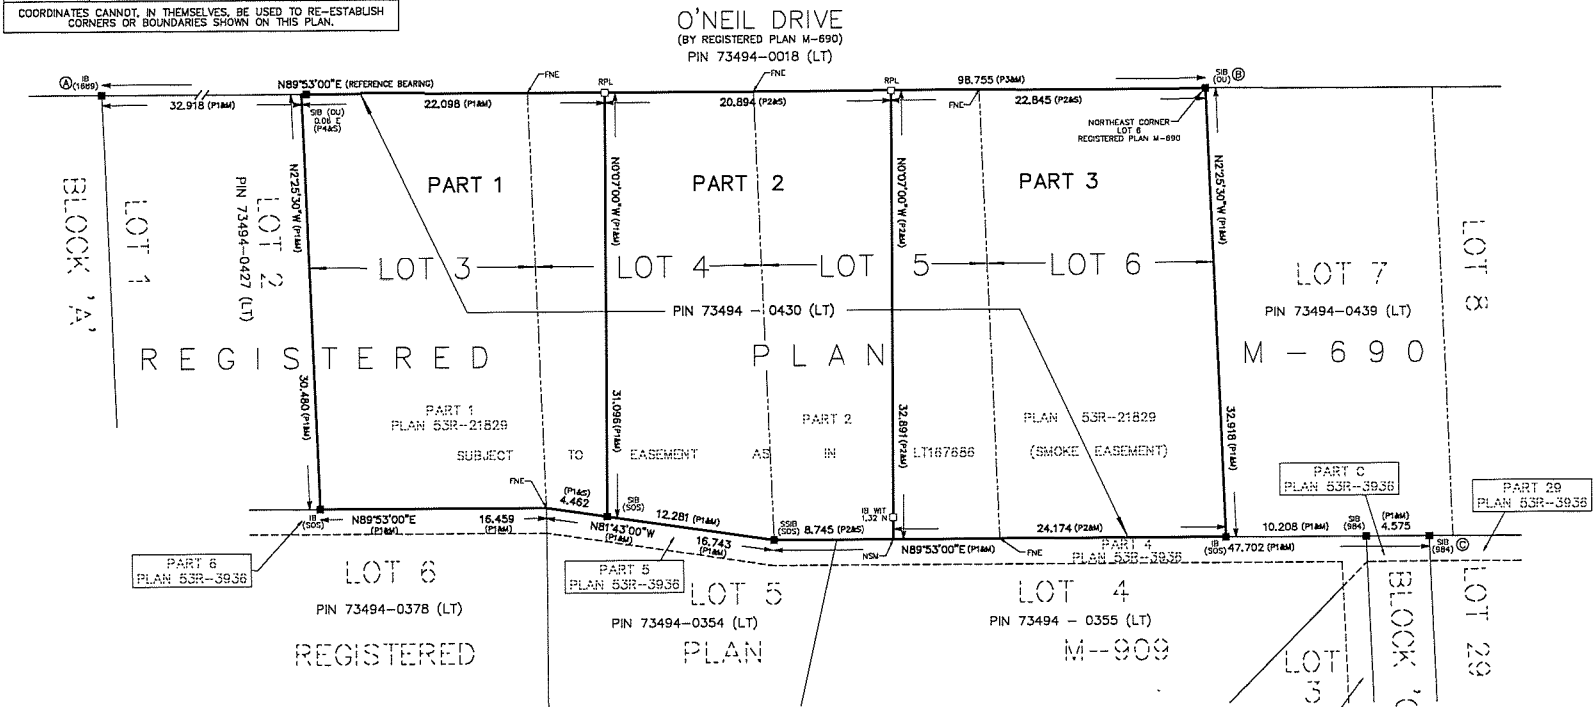 COORDINATES CANNOT, IN THEMSELVES, BE USED TO RE-ESTABLISH
CORNERS OR BOUNDARIES SHOWN ON THIS PLAN.
O'NEIL DRIVE
(BY REGISTERED PLAN M-690)
PIN 73494-0018 (LT)
A
IB
(1689)
32.918 (P1&M)
N89°53'00"E (REFERENCE BEARING)
SIB (OU)
0.06 E
(P4&S)
22.098 (P1&M)
FNE
RPL
20.894 (P2&S)
FNE
RPL
98.755 (P3&M)
FNE
22.845 (P2&S)
SIB
(OU)
B
NORTHEAST CORNER
LOT 6
REGISTERED PLAN M-690
BLOCK 'A'
LOT 1
LOT 2
PIN 73494-0427 (LT)
N2°25'30"W (P1&M)
30.480 (P1&M)
PART 1
PART 2
PART 3
N0°07'00"W (P1&M)
31.096 (P1&M)
N0°07'00"W (P2&M)
32.891 (P2&M)
N2°25'30"W (P1&M)
32.918 (P1&M)
LOT 3
LOT 4
LOT 5
LOT 6
LOT 7
PIN 73494-0439 (LT)
LOT 8
PIN 73494 - 0430 (LT)
REGISTERED PLAN M - 690
PART 1
PLAN 53R-21829
PART 2
PLAN 53R-21829
SUBJECT TO EASEMENT AS IN LT167686 (SMOKE EASEMENT)
FNE
(P1&S)
4.462
SIB
(SOS)
12.281 (P1&M)
IB WIT
1.32 N
IB
(SOS)
N89°53'00"E
(P1&M)
16.459
(P1&M)
N81°43'00"W
(P1&M)
16.743
(P1&M)
SSIB
(SOS)
8.745 (P2&S)
NSM
N89°53'00"E (P1&M)
FNE
24.174 (P2&M)
PART 4
PLAN 53R-3936
IB
(SOS)
47.702 (P1&M)
10.208 (P1&M)
SIB
(984)
(P1&M)
4.575
SIB
(984)
C
PART C
PLAN 53R-3936
PART 29
PLAN 53R-3936
PART 6
PLAN 53R-3936
PART 5
PLAN 53R-3936
LOT 6
PIN 73494-0378 (LT)
LOT 5
PIN 73494-0354 (LT)
LOT 4
PIN 73494 - 0355 (LT)
REGISTERED PLAN M-909
LOT
3
BLOCK 'C
LOT 29